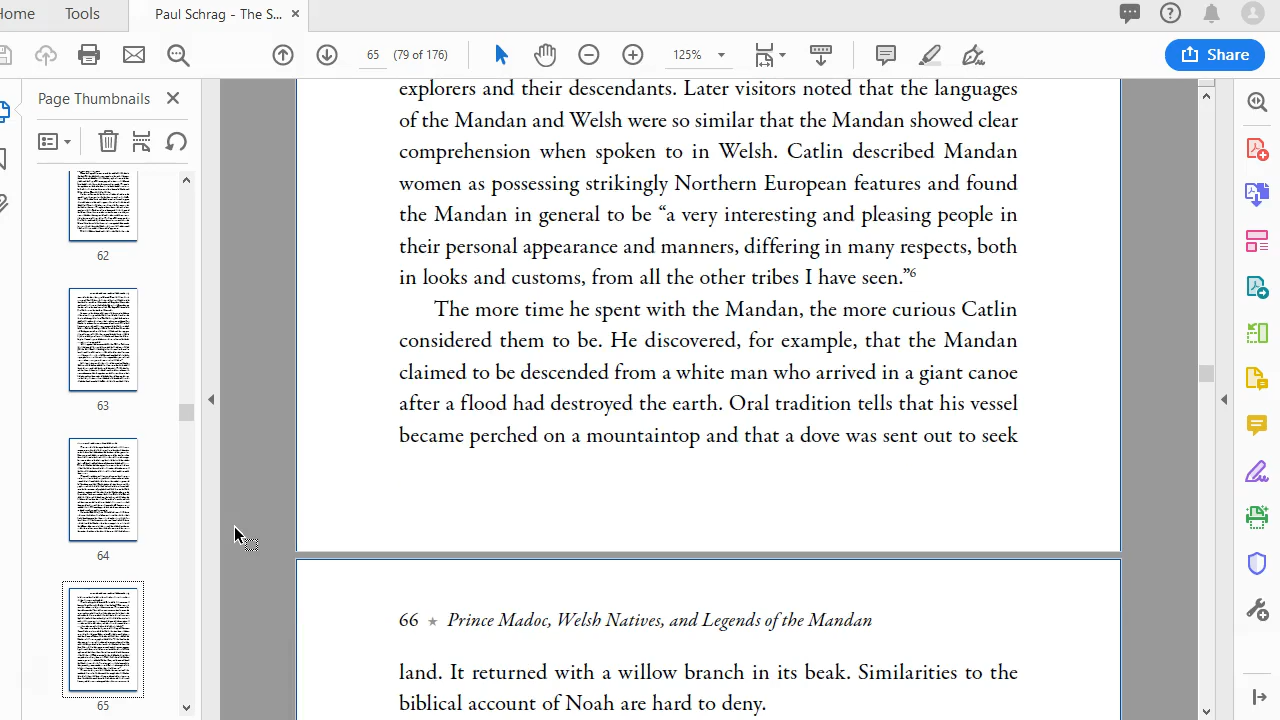 Home
Tools
Paul Schrag - The S...
65
(79 of 176)
125%
Share
Page Thumbnails
62
63
64
65
explorers and their descendants. Later visitors noted that the languages
of the Mandan and Welsh were so similar that the Mandan showed clear
comprehension when spoken to in Welsh. Catlin described Mandan
women as possessing strikingly Northern European features and found
the Mandan in general to be “a very interesting and pleasing people in
their personal appearance and manners, differing in many respects, both
in looks and customs, from all the other tribes I have seen.”6
The more time he spent with the Mandan, the more curious Catlin
considered them to be. He discovered, for example, that the Mandan
claimed to be descended from a white man who arrived in a giant canoe
after a flood had destroyed the earth. Oral tradition tells that his vessel
became perched on a mountaintop and that a dove was sent out to seek
66 ★ Prince Madoc, Welsh Natives, and Legends of the Mandan
land. It returned with a willow branch in its beak. Similarities to the
biblical account of Noah are hard to deny.